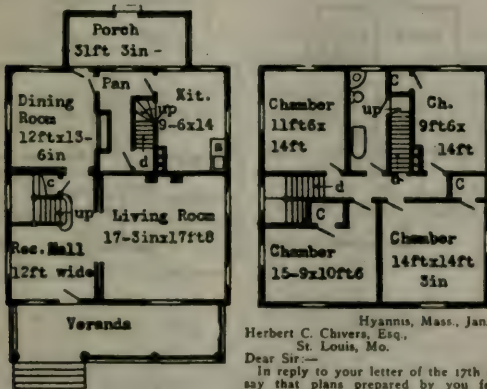 Porch
31ft 3in
Pan
Kit.
Dining
Room
12ft x 13-
6in
up
9-6x14
d
c
up
Living Room
17-3inx17ft8
Rec. Hall
12ft wide
Veranda
Chamber
11ft6x
14ft
C
up
Ch.
9ft6x
14ft
d
C
C
Chamber
15-9x10ft6
Chamber
14ftx14ft
3in
Hyannis, Mass., Jan.
Herbert C. Chivers, Esq.,
St. Louis, Mo.
Dear Sir:—
In reply to your letter of the 17th
say that plans prepared by you f